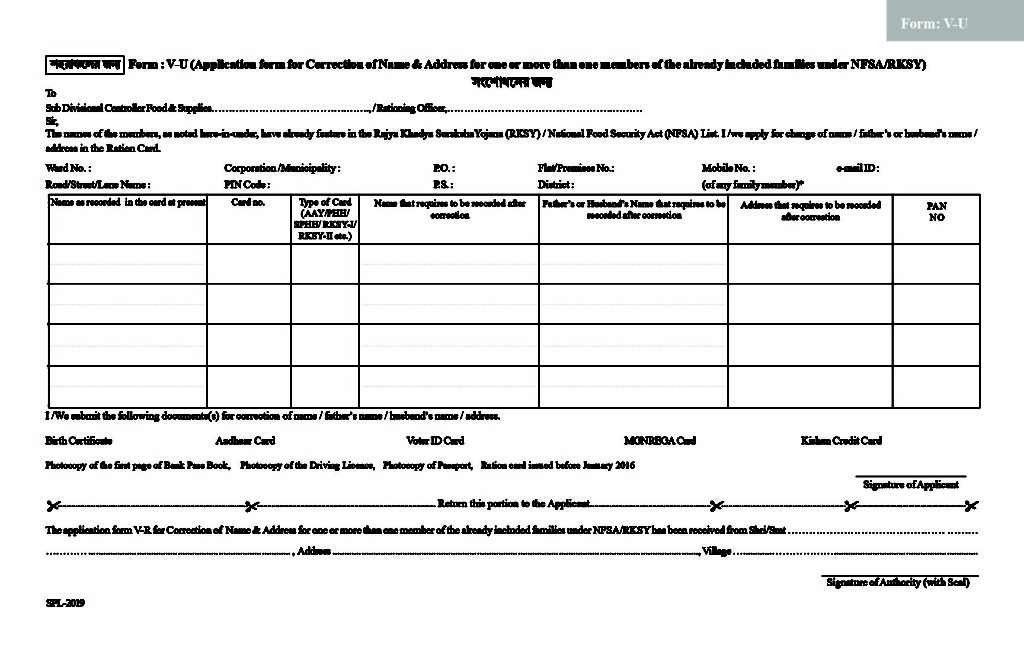 Form: V-U
শহরাঞ্চলের জন্য Form : V-U (Application form for Correction of Name & Address for one or more than one members of the already included families under NFSA/RKSY)
সংশোধনের জন্য
To
Sub Divisional Controller Food & Supplies................................................, / Rationing Officer,............................................................
Sir,
The names of the members, as noted here-in-under, have already feature in the Rajya Khadya Suraksha Yojana (RKSY) / National Food Security Act (NFSA) List. I /we apply for change of name / father's or husband's name /
address in the Ration Card.
Ward No. : Corporation /Municipality : P.O. : Flat/Premises No.: Mobile No. : e-mail ID :
Road/Street/Lane Name : PIN Code : P.S. : District : (of any family member)*
Name as recorded in the card at present
Card no.
Type of Card
(AAY/PHH/
SPHH/ RKSY-I/
RKSY-II etc.)
Name that requires to be recorded after
correction
Father's or Husband's Name that requires to be
recorded after correction
Address that requires to be recorded
after correction
PAN
NO
I /We submit the following documents(s) for correction of name / father's name / husband's name / address.
Birth Certificate Aadhaar Card Voter ID Card MGNREGA Card Kishan Credit Card
Photocopy of the first page of Bank Pass Book, Photocopy of the Driving Licence, Photocopy of Passport, Ration card issued before January 2016
Signature of Applicant
Return this portion to the Applicant
The application form V-R for Correction of Name & Address for one or more than one member of the already included families under NFSA/RKSY has been received from Shri/Smt ......................................................
........................................................................ , Address ................................................................................................................, Village ........................................................................
Signature of Authority (with Seal)
SPL-2019